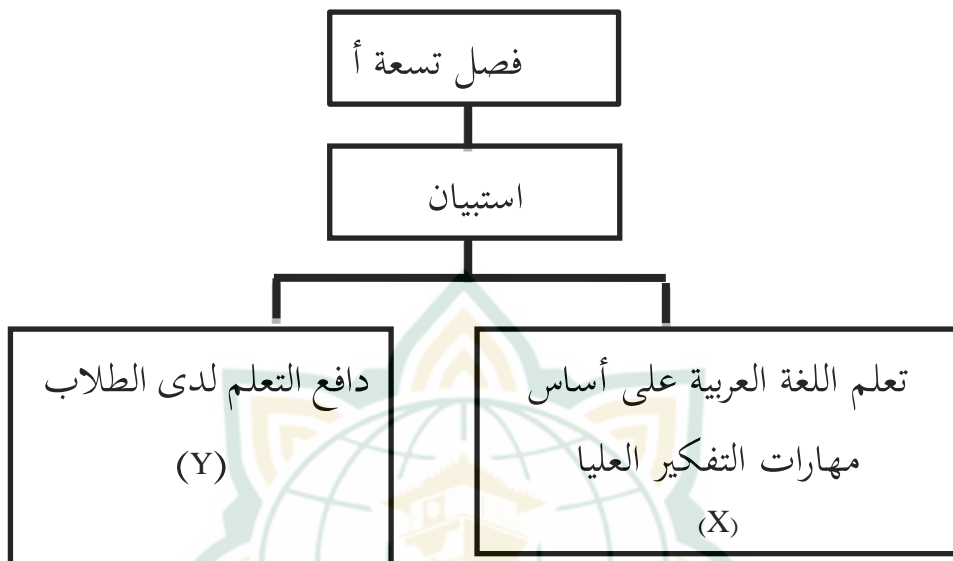 فصل تسعة أ
استبيان
تعلم اللغة العربية على أساس
مهارات التفكير العليا
(X)
دافع التعلم لدى الطلاب
(Y)